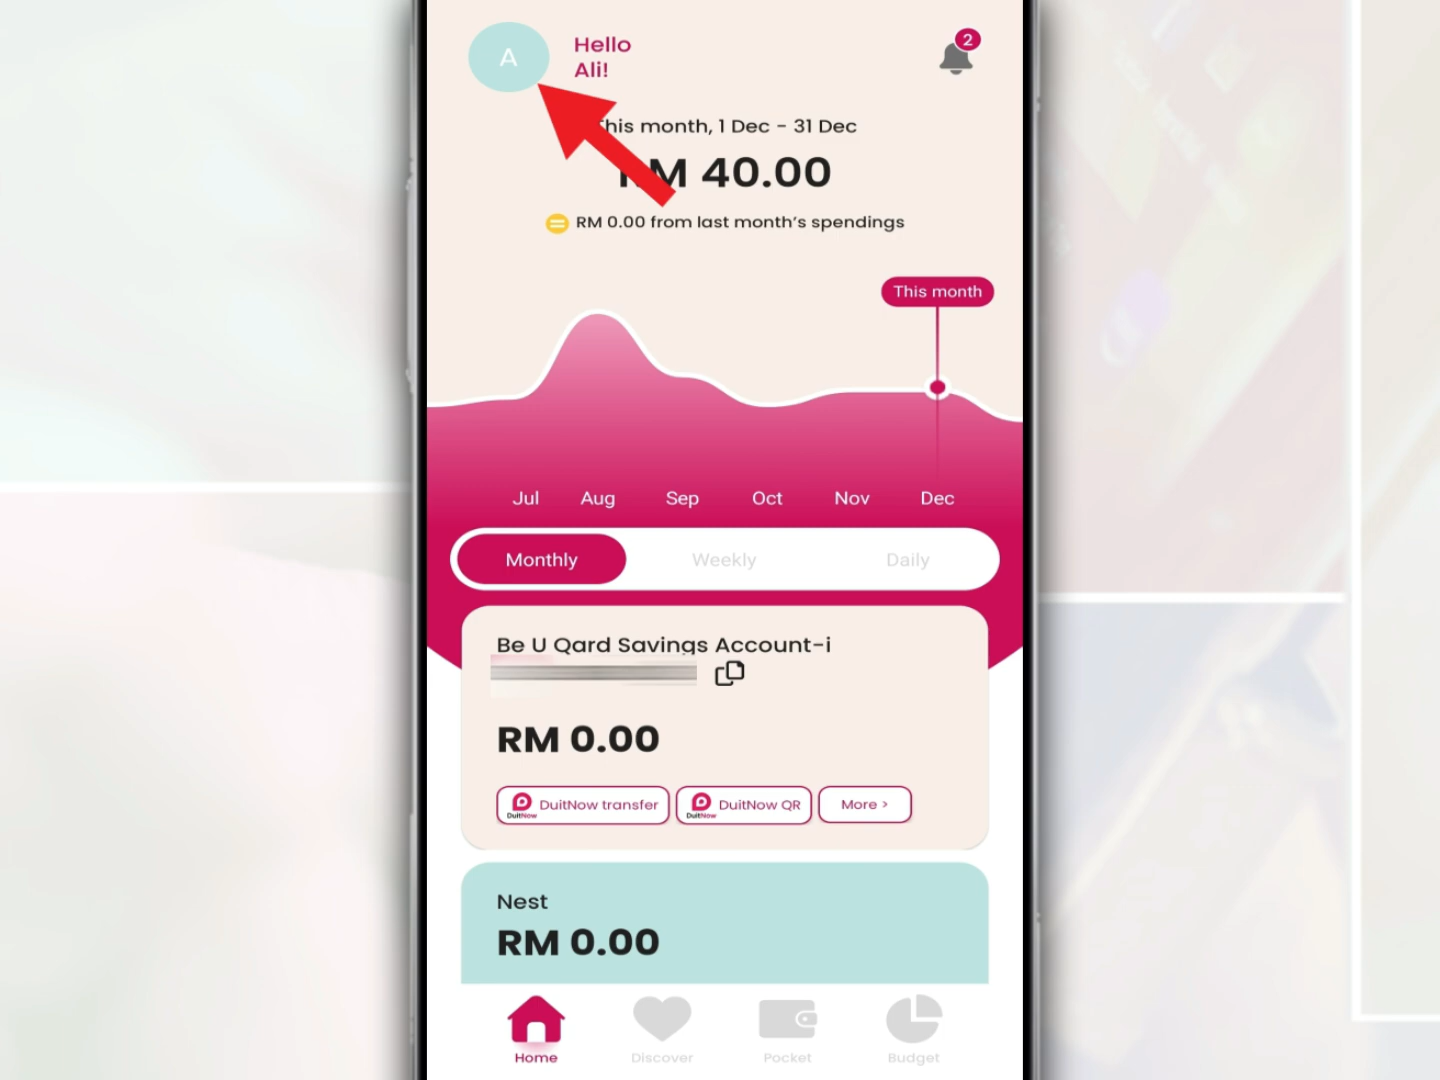 A
Hello
Ali!
2
This month, 1 Dec - 31 Dec
RM 40.00
RM 0.00 from last month's spendings
This month
Jul Aug Sep Oct Nov Dec
Monthly Weekly Daily
Be U Qard Savings Account-i
RM 0.00
DuitNow DuitNow transfer DuitNow DuitNow QR More >
Nest
RM 0.00
Home Discover Pocket Budget